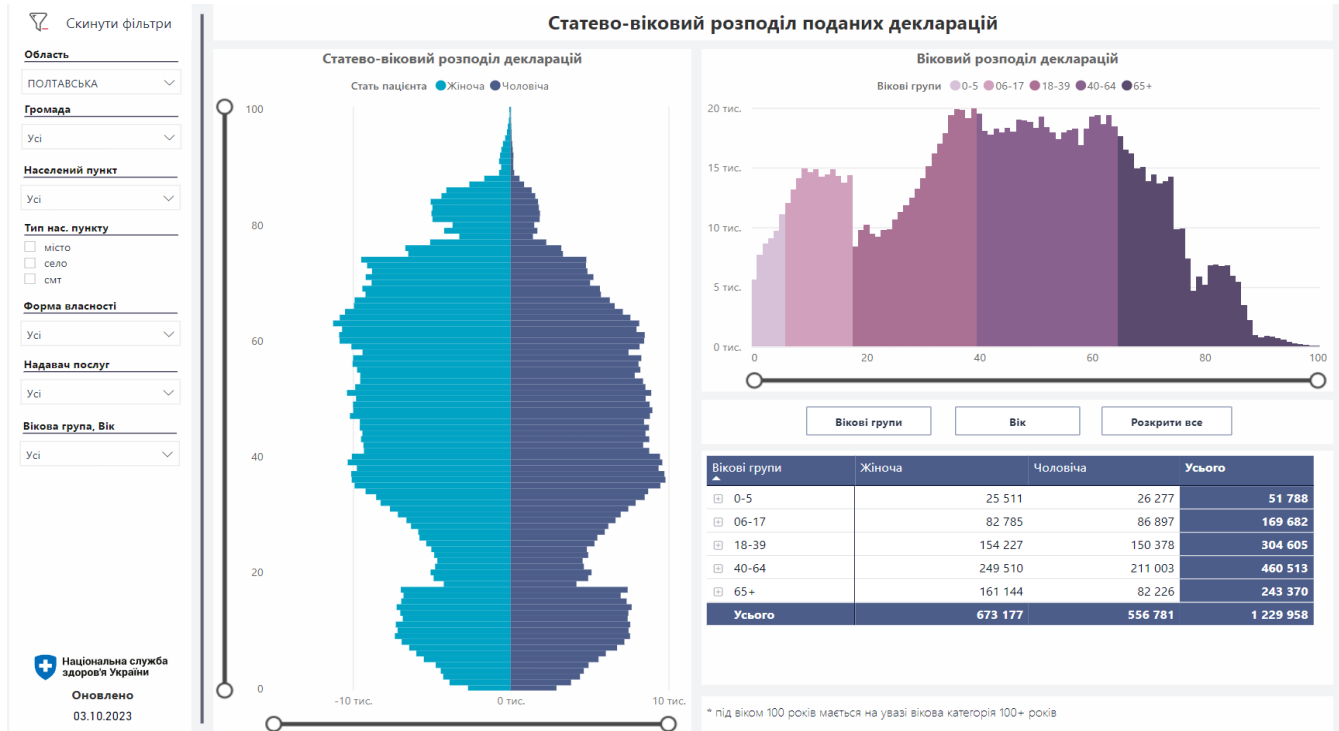 Скинути фільтри
Область
ПОЛТАВСЬКА
Громада
Усі
Населений пункт
Усі
Тип нас. пункту
місто
село
смт
Форма власності
Усі
Надавач послуг
Усі
Вікова група, Вік
Усі
Національна служба
здоров'я України
Оновлено
03.10.2023
Статево-віковий розподіл поданих декларацій
Статево-віковий розподіл декларацій
Стать пацієнта Жіноча Чоловіча
100
80
60
40
20
0
-10 тис. 0 тис. 10 тис.
Віковий розподіл декларацій
Вікові групи 0-5 06-17 18-39 40-64 65+
20 тис.
15 тис.
10 тис.
5 тис.
0 тис.
0 20 40 60 80 100
Вікові групи Вік Розкрити все
Вікові групи Жіноча Чоловіча Усього
0-5 25 511 26 277 51 788
06-17 82 785 86 897 169 682
18-39 154 227 150 378 304 605
40-64 249 510 211 003 460 513
65+ 161 144 82 226 243 370
Усього 673 177 556 781 1 229 958
* під віком 100 років мається на увазі вікова категорія 100+ років